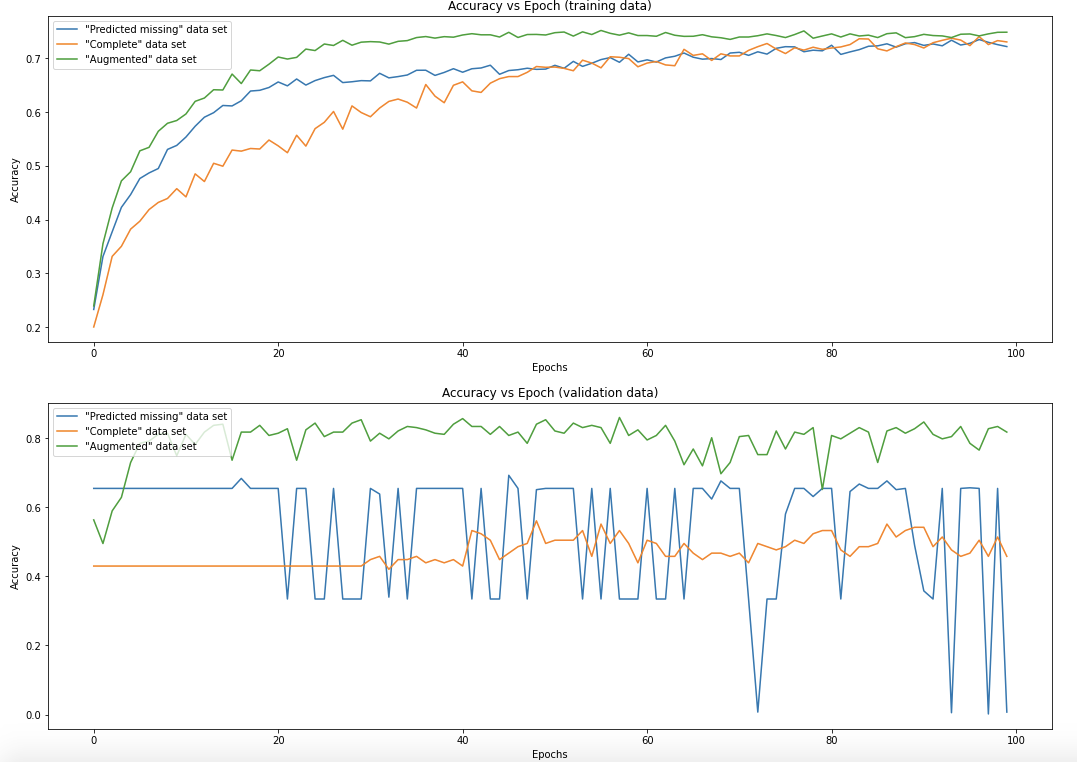 Accuracy vs Epoch (training data)
"Predicted missing" data set
"Complete" data set
"Augmented" data set
0.7
0.6
0.5
0.4
0.3
0.2
Accuracy
0 20 40 60 80 100
Epochs
Accuracy vs Epoch (validation data)
"Predicted missing" data set
"Complete" data set
"Augmented" data set
0.8
0.6
0.4
0.2
0.0
Accuracy
0 20 40 60 80 100
Epochs